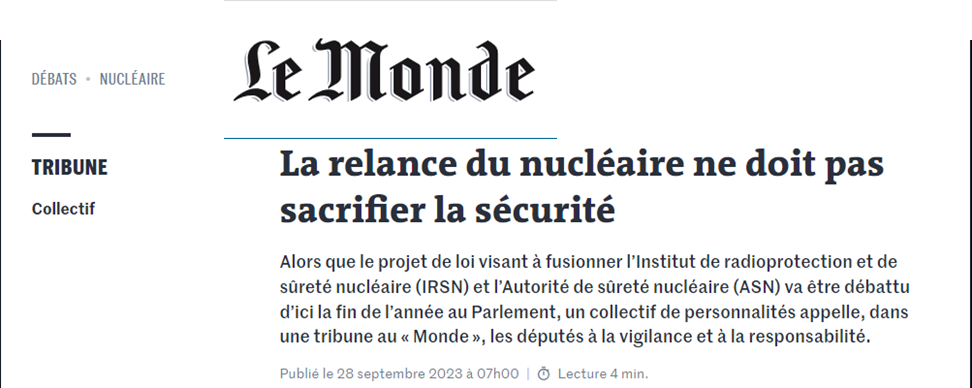 Le Monde
DÉBATS • NUCLÉAIRE
TRIBUNE
Collectif
La relance du nucléaire ne doit pas
sacrifier la sécurité
Alors que le projet de loi visant à fusionner l’Institut de radioprotection et de
sûreté nucléaire (IRSN) et l’Autorité de sûreté nucléaire (ASN) va être débattu
d’ici la fin de l’année au Parlement, un collectif de personnalités appelle, dans
une tribune au « Monde », les députés à la vigilance et à la responsabilité.
Publié le 28 septembre 2023 à 07h00 | Lecture 4 min.